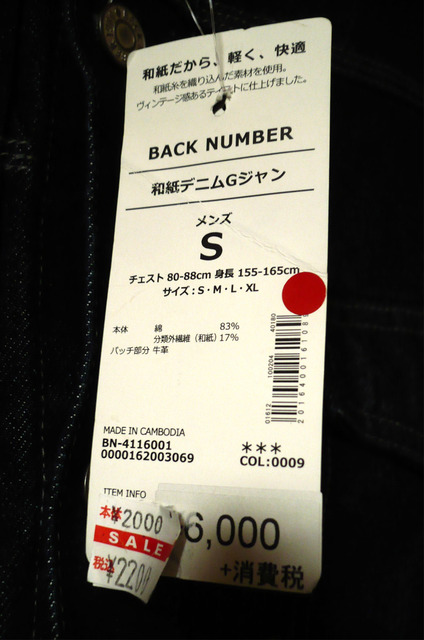 和紙だから、軽く、快適
和紙糸を織り込んだ素材を使用。
ヴィンテージ感あるテイストに仕上げました。
BACK NUMBER
和紙デニムGジャン
メンズ
S
チェスト 80-88cm 身長 155-165cm
サイズ：S・M・L・XL
本体 綿 83%
分類外繊維（和紙）17%
パッチ部分 牛革
40180
100204
01612
MADE IN CAMBODIA
BN-4116001
0000162003069
＊＊＊
COL:0009
ITEM INFO
6,000
+消費税
本体
¥2000
SALE
税込
¥2200